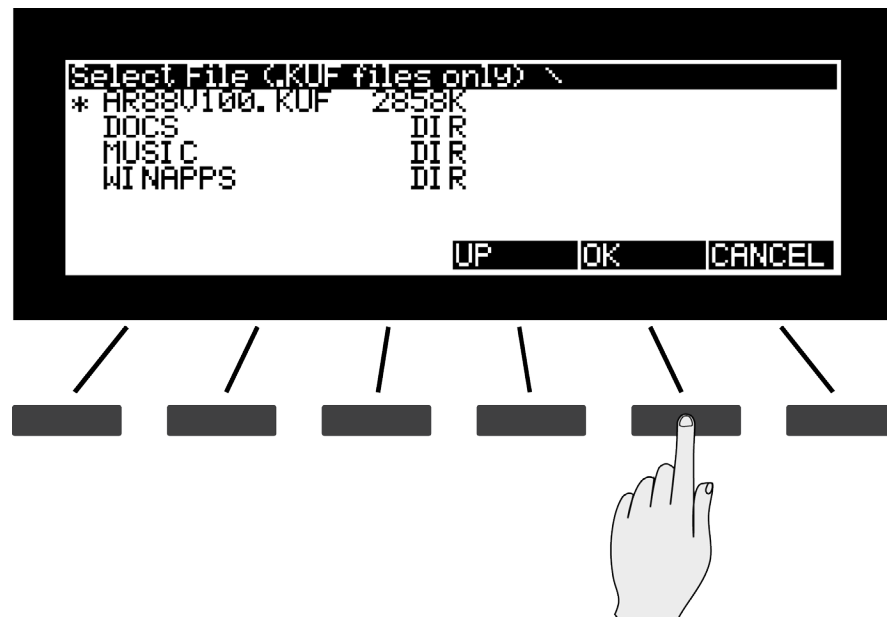 Select File (.KUF files only) \
* AR88V100.KUF 2858K
DOCS DIR
MUSIC DIR
WINAPPS DIR
UP OK CANCEL